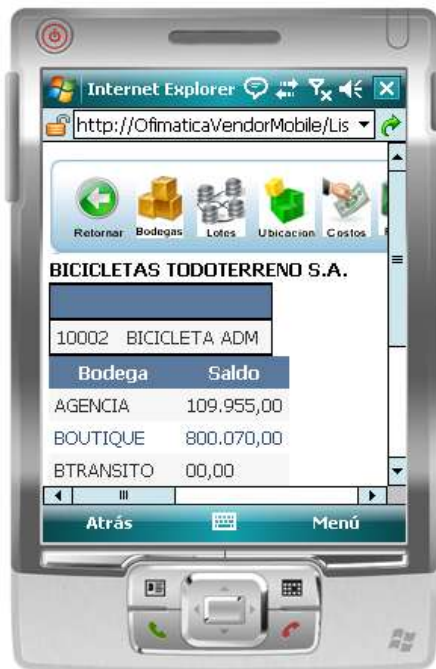 Internet Explorer
http://OfimaticaVendorMobile/Lis
Retornar Bodegas Lotes Ubicacion Costos
BICICLETAS TODOTERRENO S.A.
10002 BICICLETA ADM
Bodega Saldo
AGENCIA 109.955,00
BOUTIQUE 800.070,00
BTRANSITO 00,00
Atrás Menú